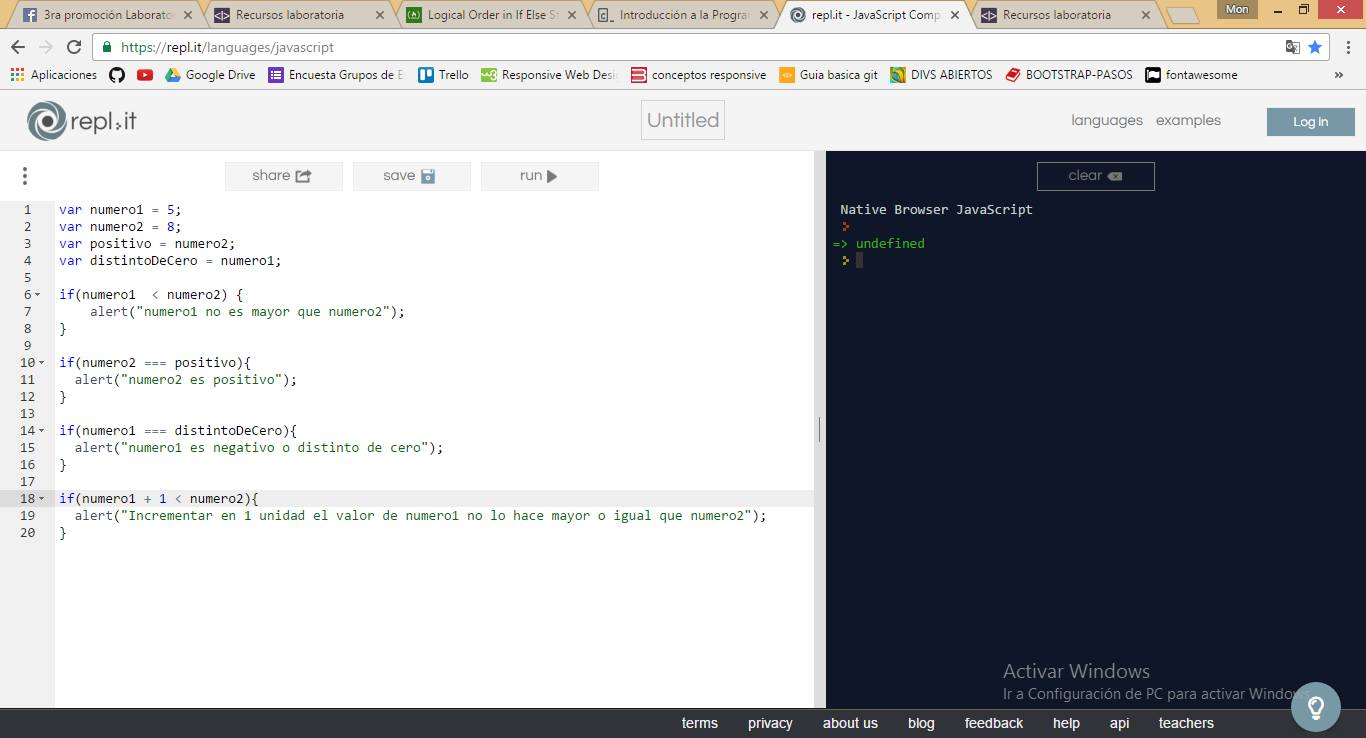 3ra promoción Laborato
Recursos laboratoria
Logical Order in If Else St
Introducción a la Progra
repl.it - JavaScript Comp
Recursos laboratoria
Mon
https://repl.it/languages/javascript
Aplicaciones
Google Drive
Encuesta Grupos de E
Trello
Responsive Web Desi
conceptos responsive
Guia basica git
DIVS ABIERTOS
BOOTSTRAP-PASOS
fontawesome
»
repl.it
Untitled
languages examples
Log in
share
save
run
clear
1 var numero1 = 5;
2 var numero2 = 8;
3 var positivo = numero2;
4 var distintoDeCero = numero1;
5
6 if(numero1  < numero2) {
7     alert("numero1 no es mayor que numero2");
8 }
9
10 if(numero2 === positivo){
11   alert("numero2 es positivo");
12 }
13
14 if(numero1 === distintoDeCero){
15   alert("numero1 es negativo o distinto de cero");
16 }
17
18 if(numero1 + 1 < numero2){
19   alert("Incrementar en 1 unidad el valor de numero1 no lo hace mayor o igual que numero2");
20 }
Native Browser JavaScript
=> undefined
Activar Windows
Ir a Configuración de PC para activar Windows.
terms privacy about us blog feedback help api teachers